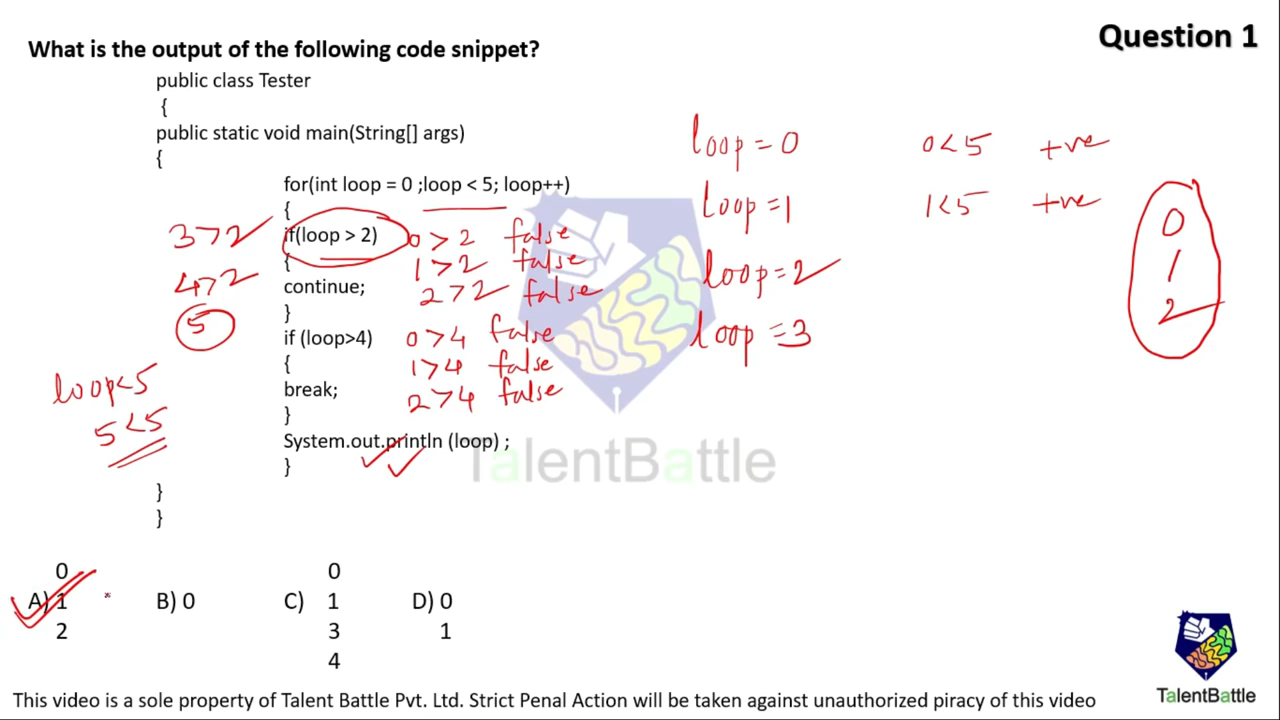 Question 1
What is the output of the following code snippet?
public class Tester
{
public static void main(String[] args)
{
for(int loop = 0 ;loop < 5; loop++)
{
if(loop > 2)
{
continue;
}
if (loop>4)
{
break;
}
System.out.println (loop) ;
}
}
}
3>2
4>2
5
loop<5
5<5
0 > 2 false
1 > 2 false
2 > 2 false
0 > 4 false
1 > 4 false
2 > 4 false
loop = 0 0 < 5 +ve
loop = 1 1 < 5 +ve
loop = 2
loop = 3
0
1
2
TalentBattle
0
A) 1
2
B) 0
0
C) 1
3
4
D) 0
1
TalentBattle
This video is a sole property of Talent Battle Pvt. Ltd. Strict Penal Action will be taken against unauthorized piracy of this video